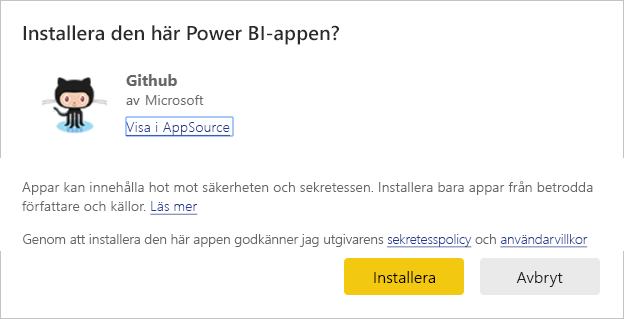 Installera den här Power BI-appen?
Github
av Microsoft
Visa i AppSource
Appar kan innehålla hot mot säkerheten och sekretessen. Installera bara appar från betrodda
författare och källor. Läs mer
Genom att installera den här appen godkänner jag utgivarens sekretesspolicy och användarvillkor
Installera
Avbryt